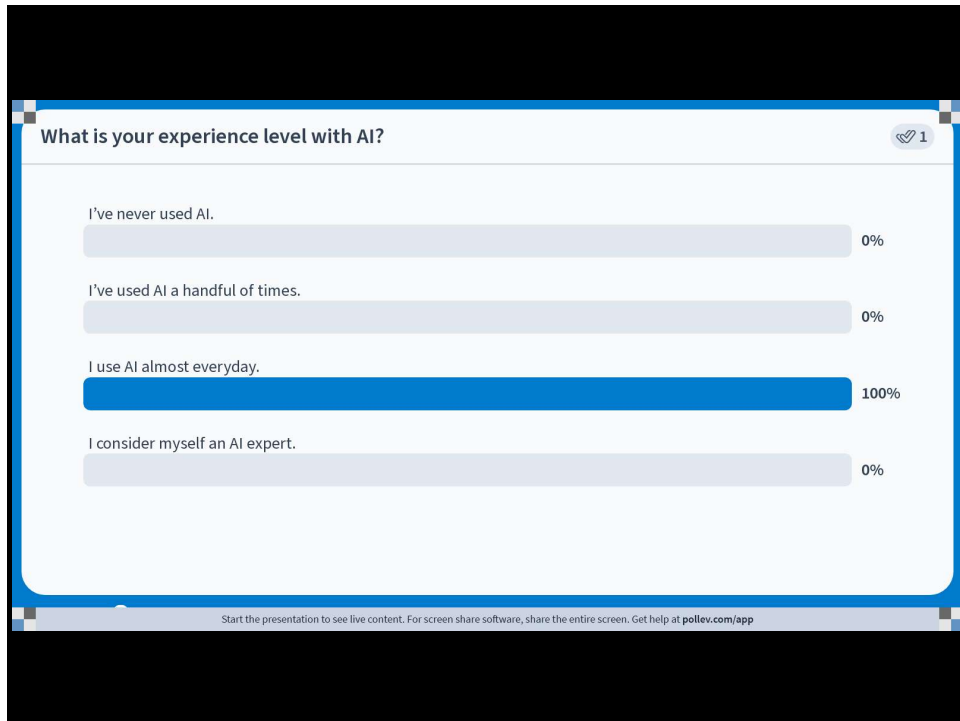 What is your experience level with AI?
1
I've never used AI.
0%
I've used AI a handful of times.
0%
I use AI almost everyday.
100%
I consider myself an AI expert.
0%
Start the presentation to see live content. For screen share software, share the entire screen. Get help at pollev.com/app